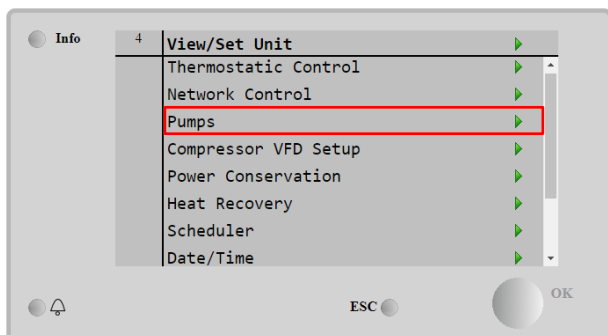 Info
4 View/Set Unit
Thermostatic Control
Network Control
Pumps
Compressor VFD Setup
Power Conservation
Heat Recovery
Scheduler
Date/Time
ESC
OK